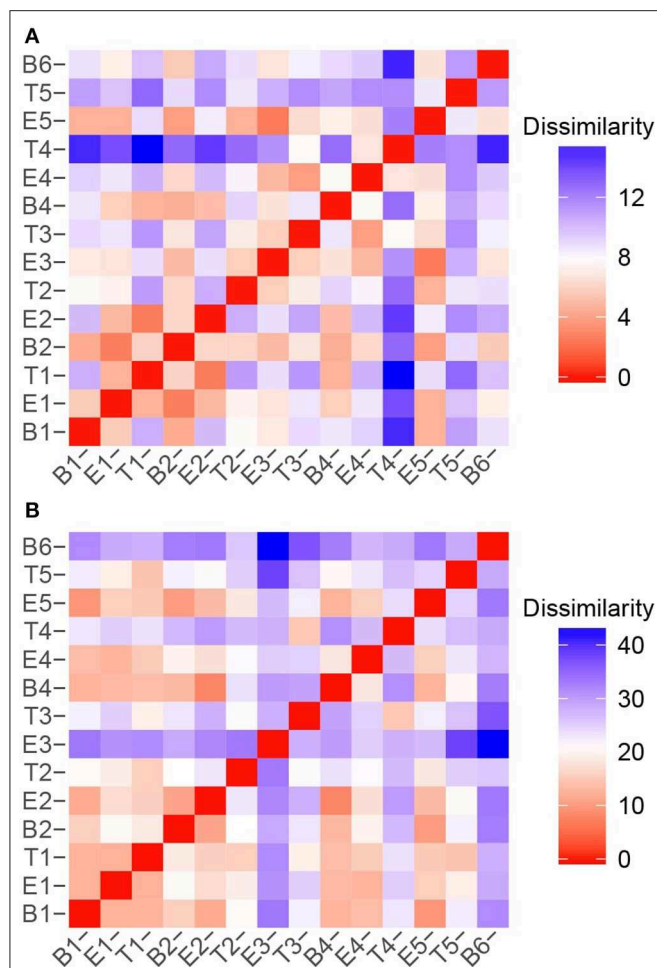 A
B6
T5
E5
T4
E4
B4
T3
E3
T2
E2
B2
T1
E1
B1
B1 E1 T1 B2 E2 T2 E3 T3 B4 E4 T4 E5 T5 B6
Dissimilarity
12
8
4
0
B
B6
T5
E5
T4
E4
B4
T3
E3
T2
E2
B2
T1
E1
B1
B1 E1 T1 B2 E2 T2 E3 T3 B4 E4 T4 E5 T5 B6
Dissimilarity
40
30
20
10
0